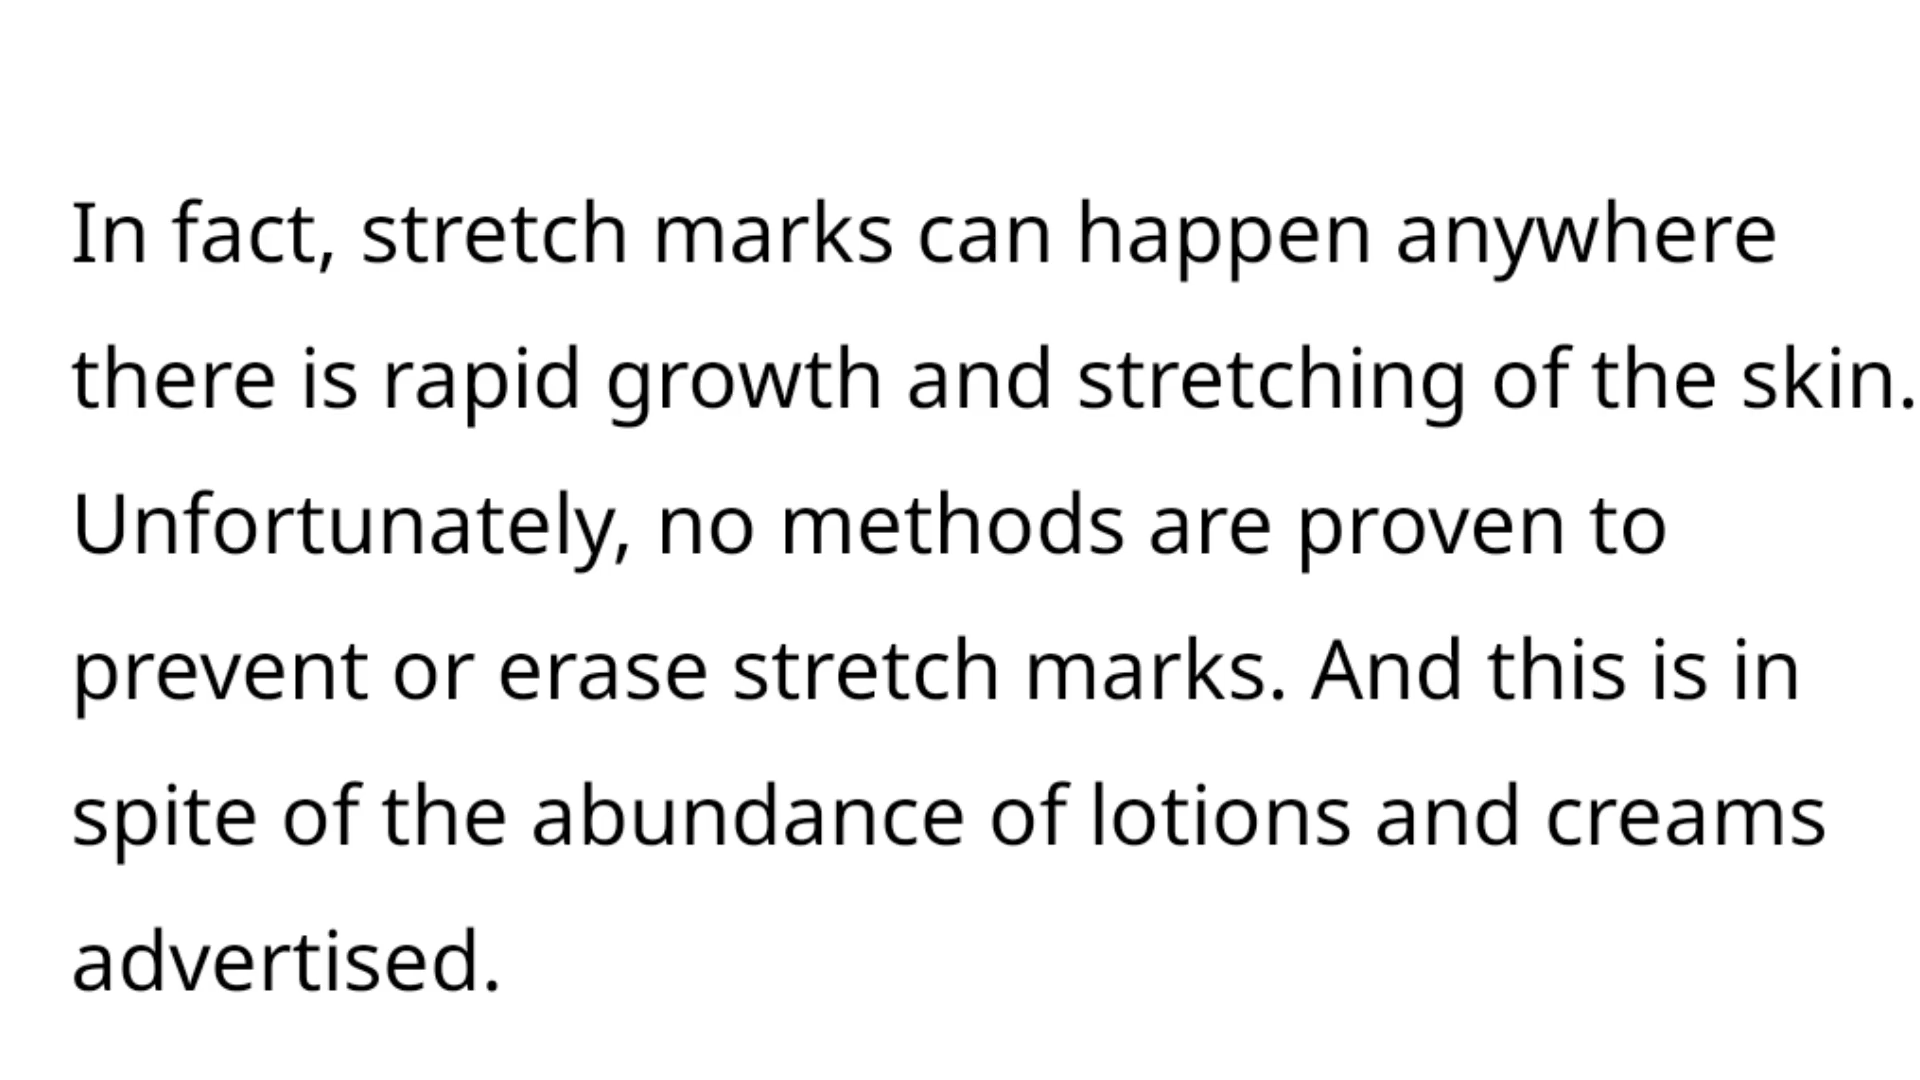 In fact, stretch marks can happen anywhere
there is rapid growth and stretching of the skin.
Unfortunately, no methods are proven to
prevent or erase stretch marks. And this is in
spite of the abundance of lotions and creams
advertised.